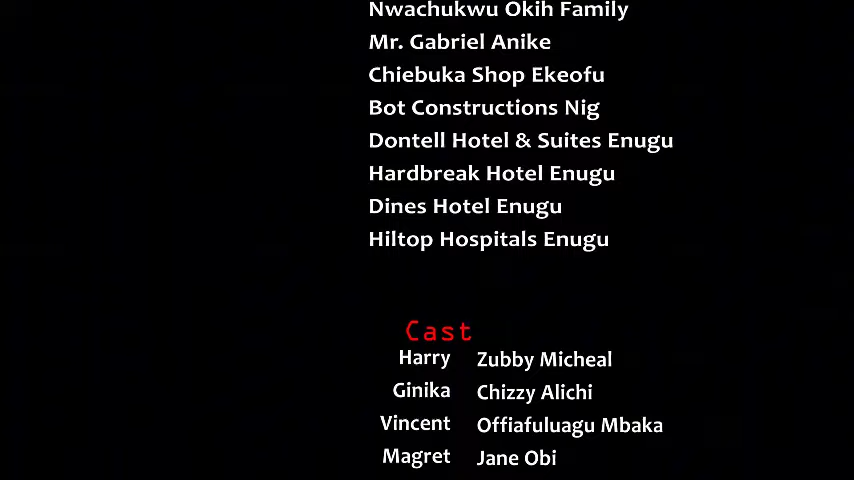 Nwachukwu Okih Family
Mr. Gabriel Anike
Chiebuka Shop Ekeofu
Bot Constructions Nig
Dontell Hotel & Suites Enugu
Hardbreak Hotel Enugu
Dines Hotel Enugu
Hiltop Hospitals Enugu
Cast
Harry Zubby Micheal
Ginika Chizzy Alichi
Vincent Offiafuluagu Mbaka
Magret Jane Obi